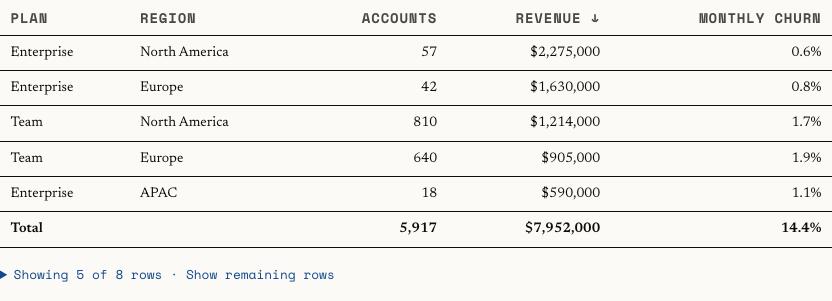 PLAN REGION ACCOUNTS REVENUE ↓ MONTHLY CHURN
Enterprise North America 57 $2,275,000 0.6%
Enterprise Europe 42 $1,630,000 0.8%
Team North America 810 $1,214,000 1.7%
Team Europe 640 $905,000 1.9%
Enterprise APAC 18 $590,000 1.1%
Total 5,917 $7,952,000 14.4%
▶ Showing 5 of 8 rows · Show remaining rows